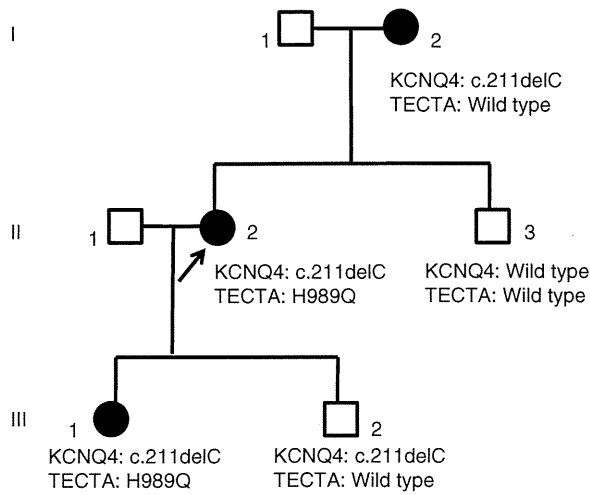 I
1
2
KCNQ4: c.211delC
TECTA: Wild type
II
1
2
3
KCNQ4: c.211delC
TECTA: H989Q
KCNQ4: Wild type
TECTA: Wild type
III
1
2
KCNQ4: c.211delC
TECTA: H989Q
KCNQ4: c.211delC
TECTA: Wild type